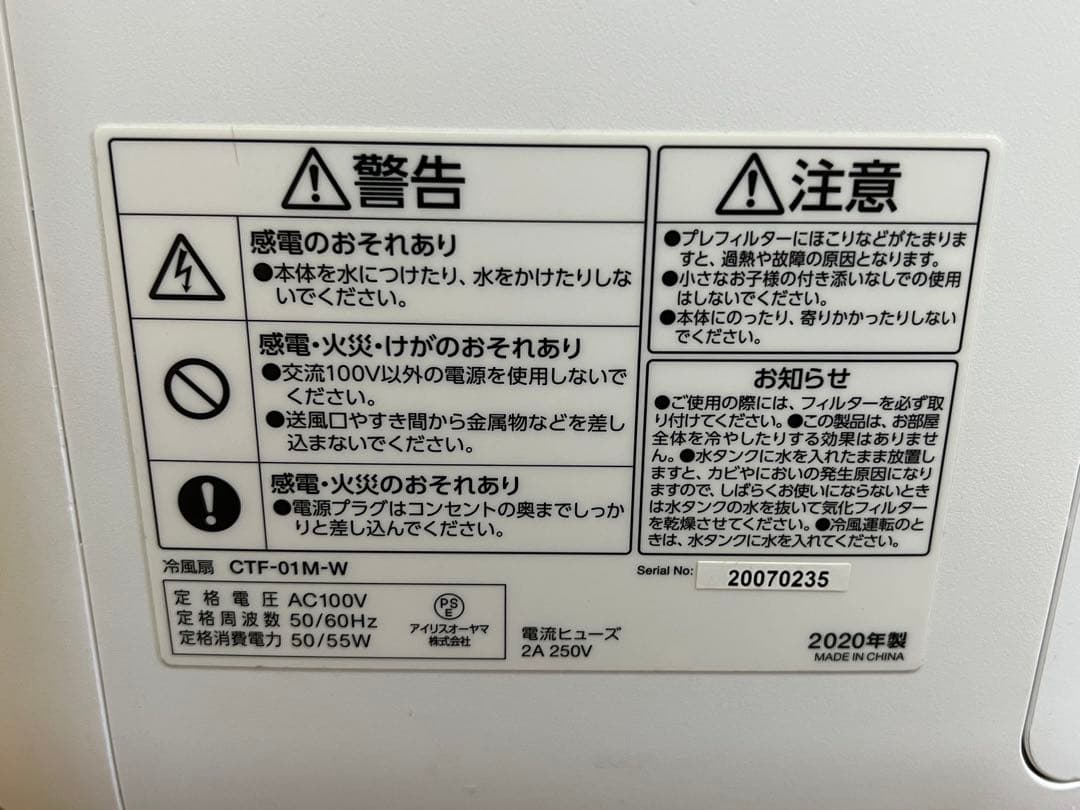 警告
感電のおそれあり
●本体を水につけたり、水をかけたりしな
いでください。
感電・火災・けがのおそれあり
●交流100V以外の電源を使用しないで
ください。
●送風口やすき間から金属物などを差し
込まないでください。
感電・火災のおそれあり
●電源プラグはコンセントの奥までしっか
りと差し込んでください。
注意
●プレフィルターにほこりなどがたまりま
すと、過熱や故障の原因となります。
●小さなお子様の付き添いなしでの使用
はしないでください。
●本体にのったり、寄りかかったりしない
でください。
お知らせ
●ご使用の際には、フィルターを必ず取
り付けてください。●この製品は、お部屋
全体を冷やしたりする効果はありませ
ん。●水タンクに水を入れたまま放置し
ますと、カビやにおいの発生原因になり
ますので、しばらくお使いにならないとき
は水タンクの水を抜いて気化フィルター
を乾燥させてください。●冷風運転のと
きは、水タンクに水を入れてください。
冷風扇 CTF-01M-W
定格電圧 AC100V
定格周波数 50/60Hz
定格消費電力 50/55W
PS
E
アイリスオーヤマ
株式会社
電流ヒューズ
2A 250V
Serial No: 20070235
2020年製
MADE IN CHINA